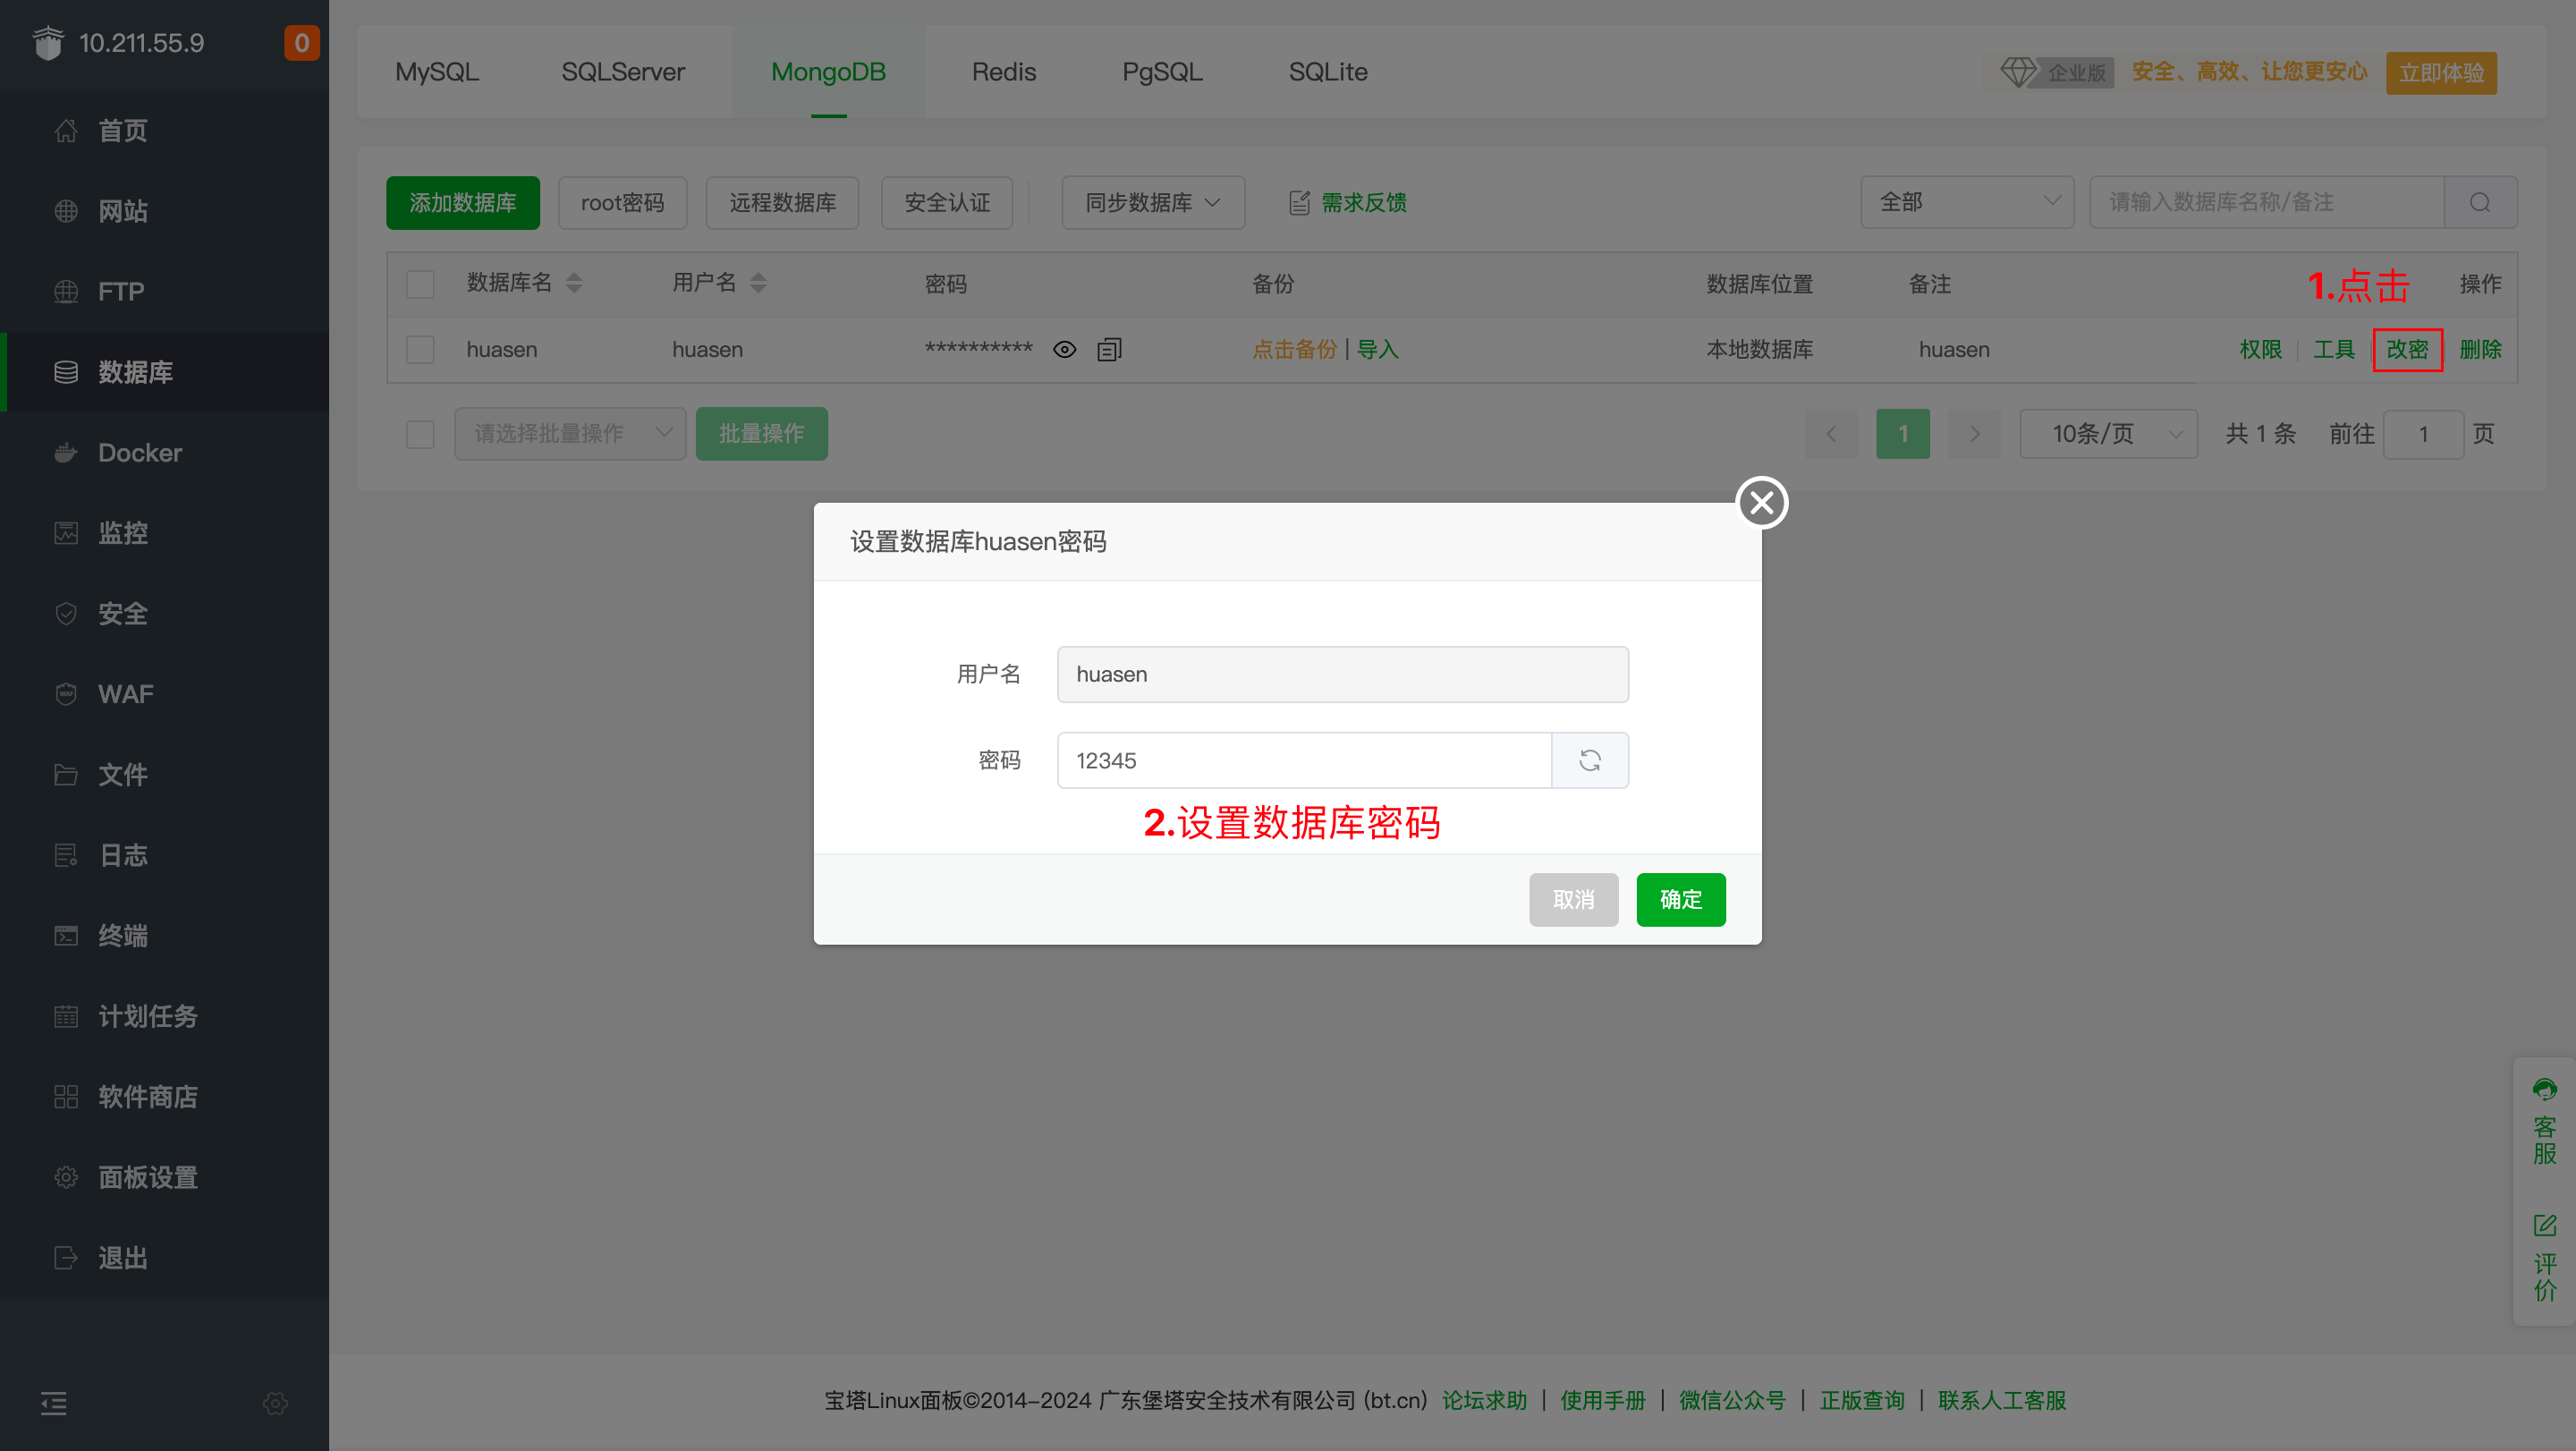 10.211.55.9
0
首页
网站
FTP
数据库
Docker
监控
安全
WAF
文件
日志
终端
计划任务
软件商店
面板设置
退出
MySQL SQLServer MongoDB Redis PgSQL SQLite
企业版 安全、高效、让您更安心 立即体验
添加数据库 root密码 远程数据库 安全认证 同步数据库 需求反馈 全部 请输入数据库名称/备注
数据库名 用户名 密码 备份 数据库位置 备注 1.点击 操作
huasen huasen ********** 点击备份 | 导入 本地数据库 huasen 权限 | 工具 | 改密 | 删除
请选择批量操作 批量操作 1 10条/页 共 1 条 前往 1 页
设置数据库huasen密码
用户名 huasen
密码 12345
2.设置数据库密码
取消 确定
客服
评价
宝塔Linux面板©2014-2024 广东堡塔安全技术有限公司 (bt.cn) 论坛求助 | 使用手册 | 微信公众号 | 正版查询 | 联系人工客服